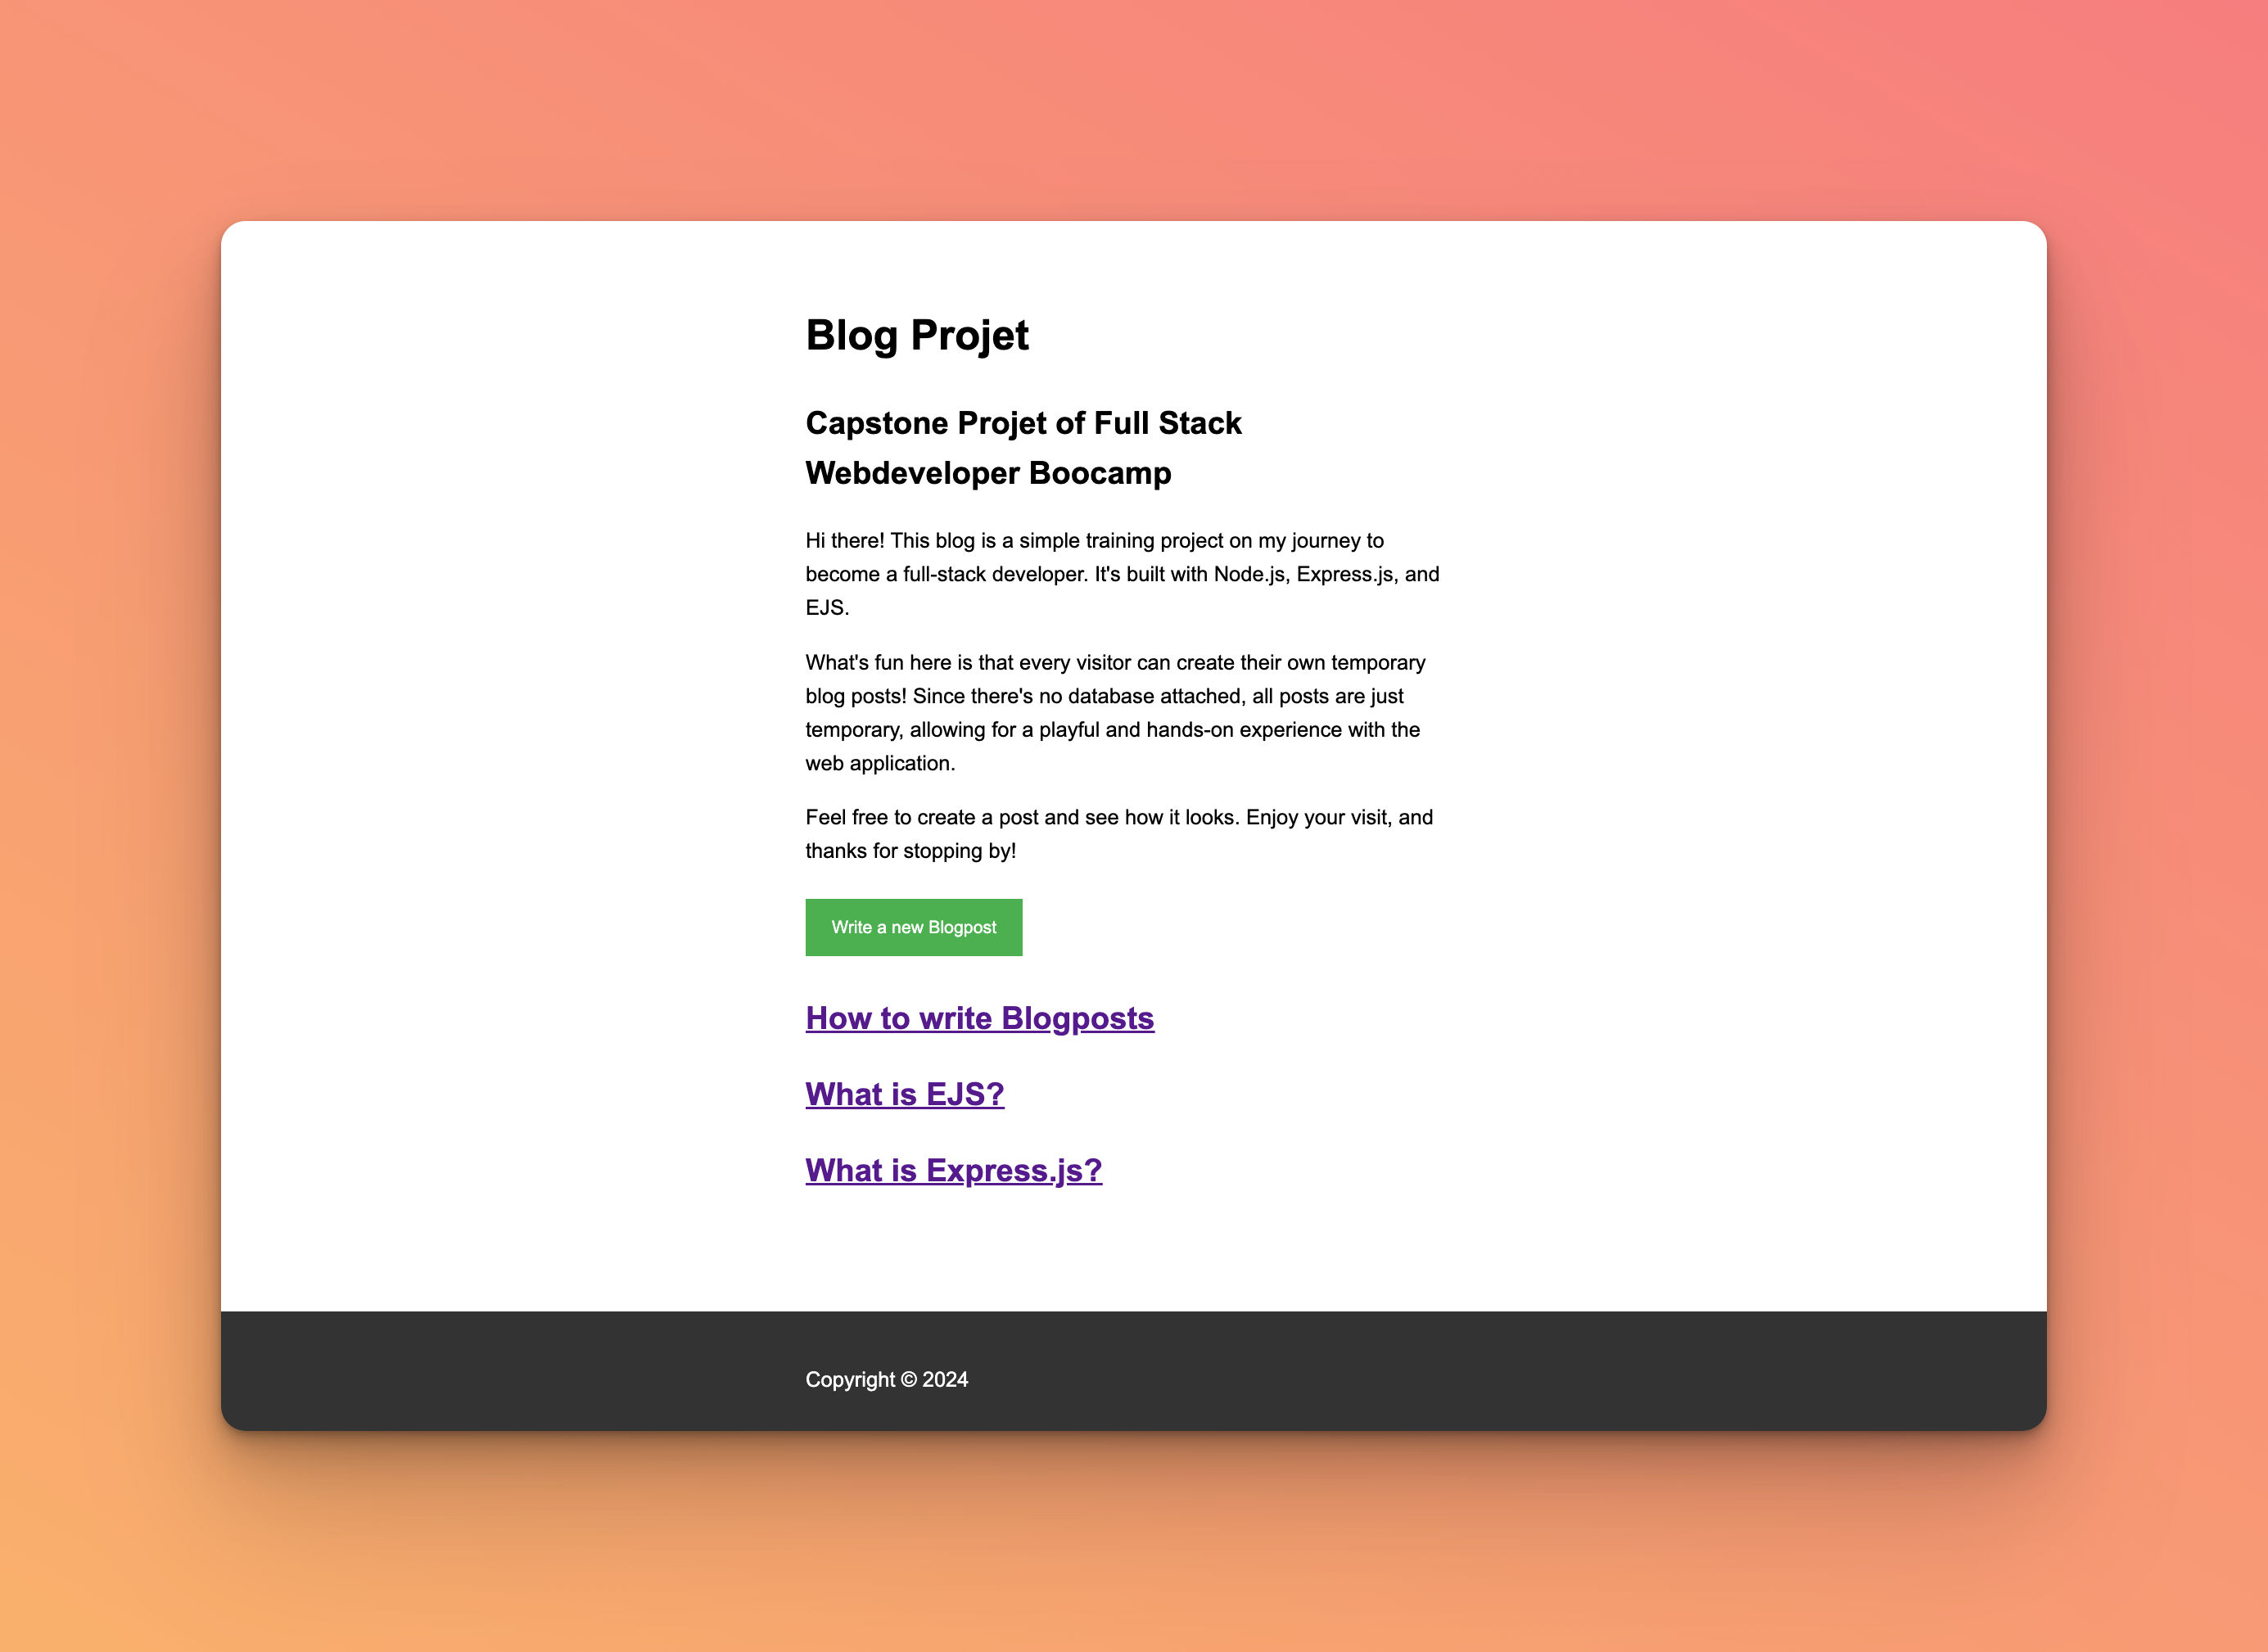 Blog Projet
Capstone Projet of Full Stack
Webdeveloper Boocamp
Hi there! This blog is a simple training project on my journey to
become a full-stack developer. It's built with Node.js, Express.js, and
EJS.
What's fun here is that every visitor can create their own temporary
blog posts! Since there's no database attached, all posts are just
temporary, allowing for a playful and hands-on experience with the
web application.
Feel free to create a post and see how it looks. Enjoy your visit, and
thanks for stopping by!
Write a new Blogpost
How to write Blogposts
What is EJS?
What is Express.js?
Copyright © 2024